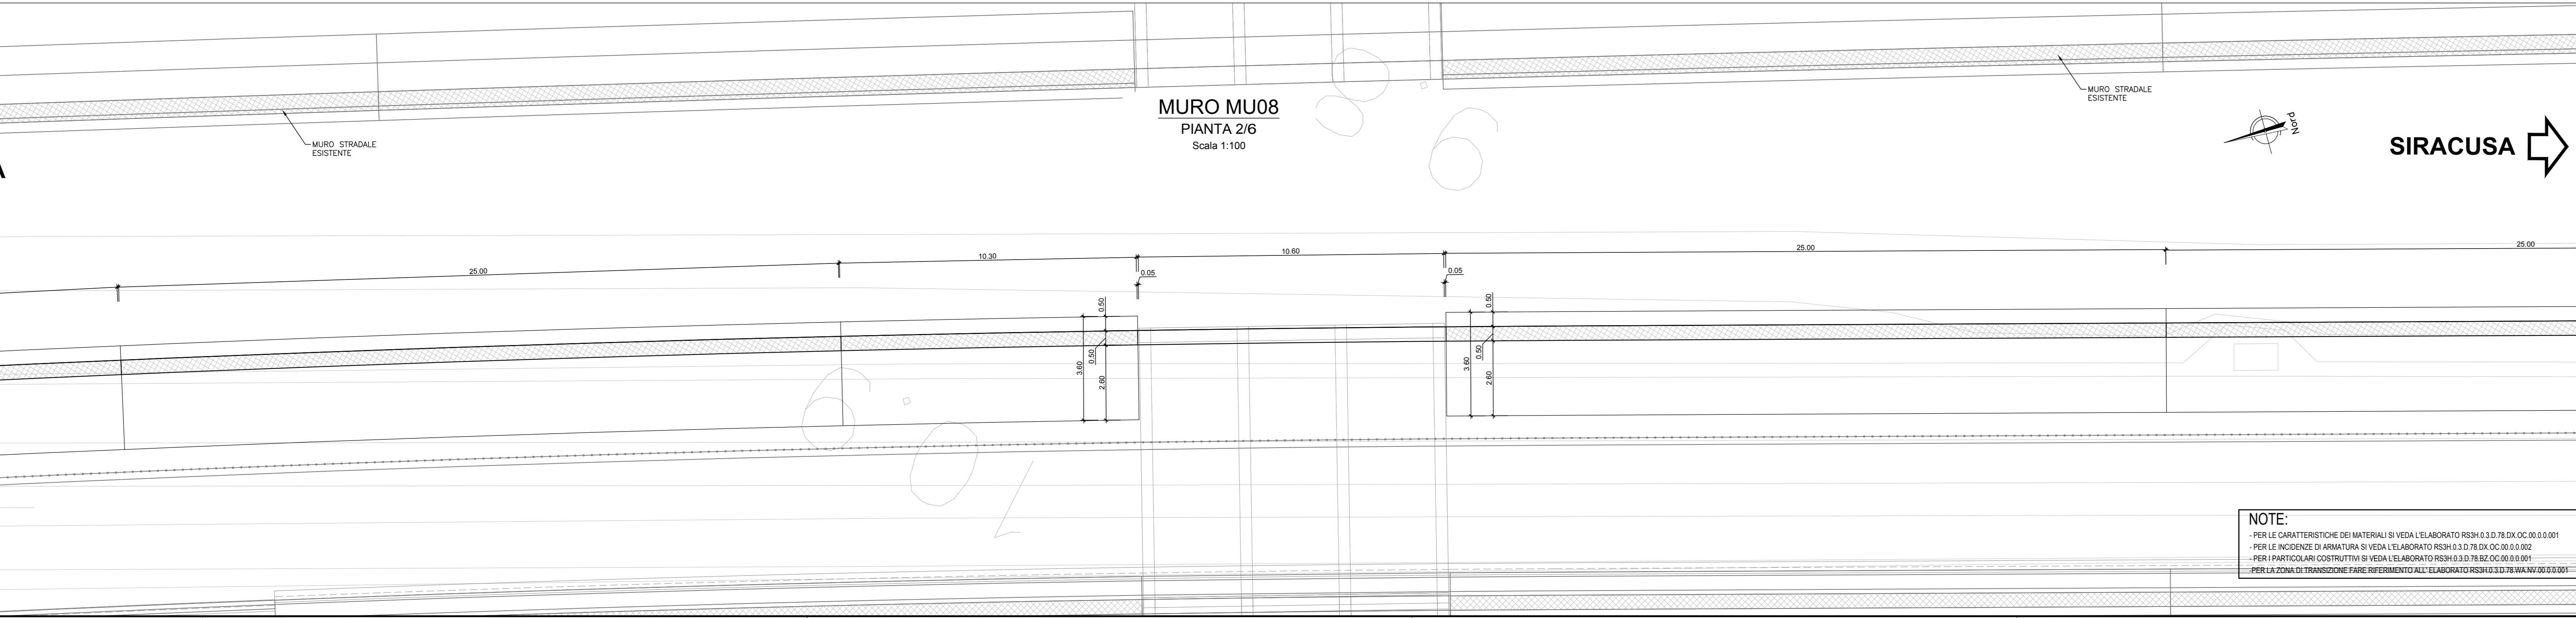 MURO STRADALE
ESISTENTE
MURO MU08
PIANTA 2/6
Scala 1:100
MURO STRADALE
ESISTENTE
Nord
SIRACUSA
A
25.00
10.30
10.60
25.00
25.00
0.05
0.05
0.50
0.50
3.60
2.60
0.50
0.50
3.60
2.60
NOTE:
- PER LE CARATTERISTICHE DEI MATERIALI SI VEDA L'ELABORATO RS3H.0.3.D.78.DX.OC.00.0.0.001
- PER LE INCIDENZE DI ARMATURA SI VEDA L'ELABORATO RS3H.0.3.D.78.DX.OC.00.0.0.002
- PER I PARTICOLARI COSTRUTTIVI SI VEDA L'ELABORATO RS3H.0.3.D.78.BZ.OC.00.0.0.001
-PER LA ZONA DI TRANSIZIONE FARE RIFERIMENTO ALL' ELABORATO RS3H.0.3.D.78.WA.NV.00.0.0.001